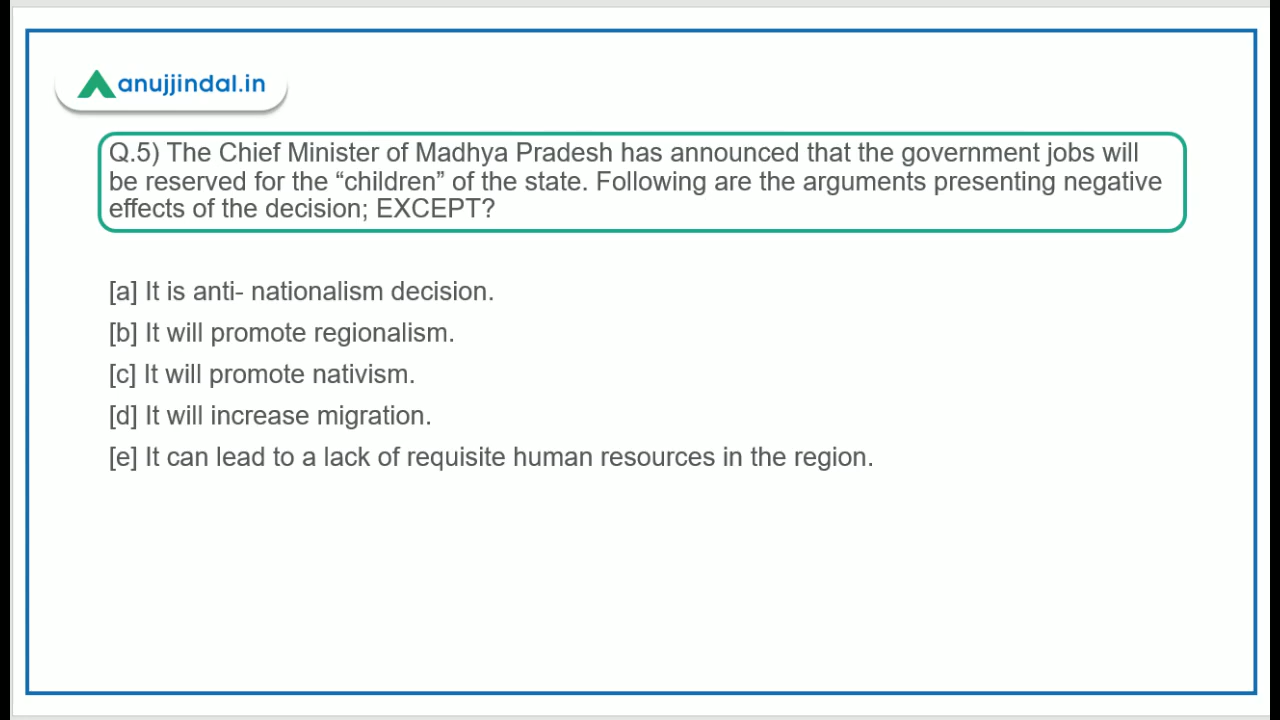 anujjindal.in
Q.5) The Chief Minister of Madhya Pradesh has announced that the government jobs will
be reserved for the “children” of the state. Following are the arguments presenting negative
effects of the decision; EXCEPT?
[a] It is anti- nationalism decision.
[b] It will promote regionalism.
[c] It will promote nativism.
[d] It will increase migration.
[e] It can lead to a lack of requisite human resources in the region.